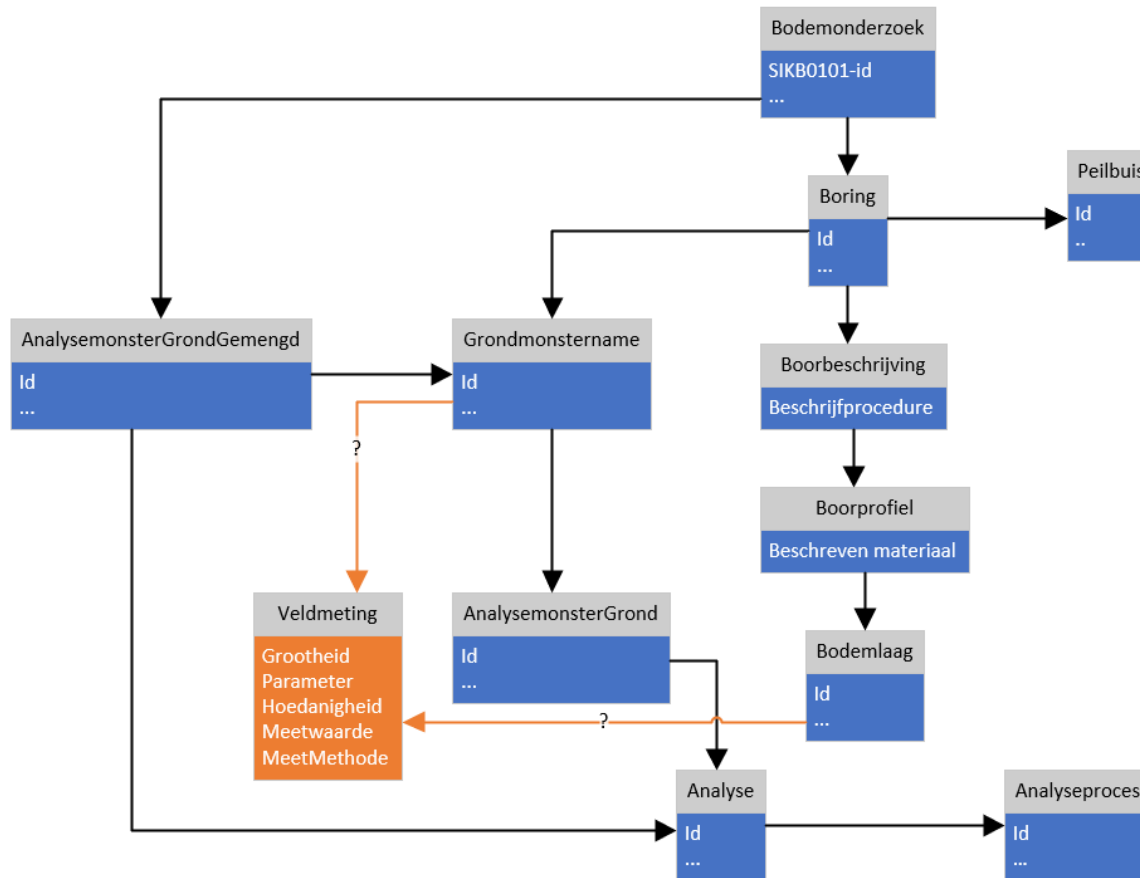 Bodemonderzoek
SIKB0101-id
...
Peilbuis
Id
..
Boring
Id
...
AnalysemonsterGrondGemengd
Id
...
Grondmonstername
Id
...
Boorbeschrijving
Beschrijfprocedure
?
Boorprofiel
Beschreven materiaal
Veldmeting
Grootheid
Parameter
Hoedanigheid
Meetwaarde
MeetMethode
AnalysemonsterGrond
Id
...
Bodemlaag
Id
...
?
Analyse
Id
...
Analyseproces
Id
...